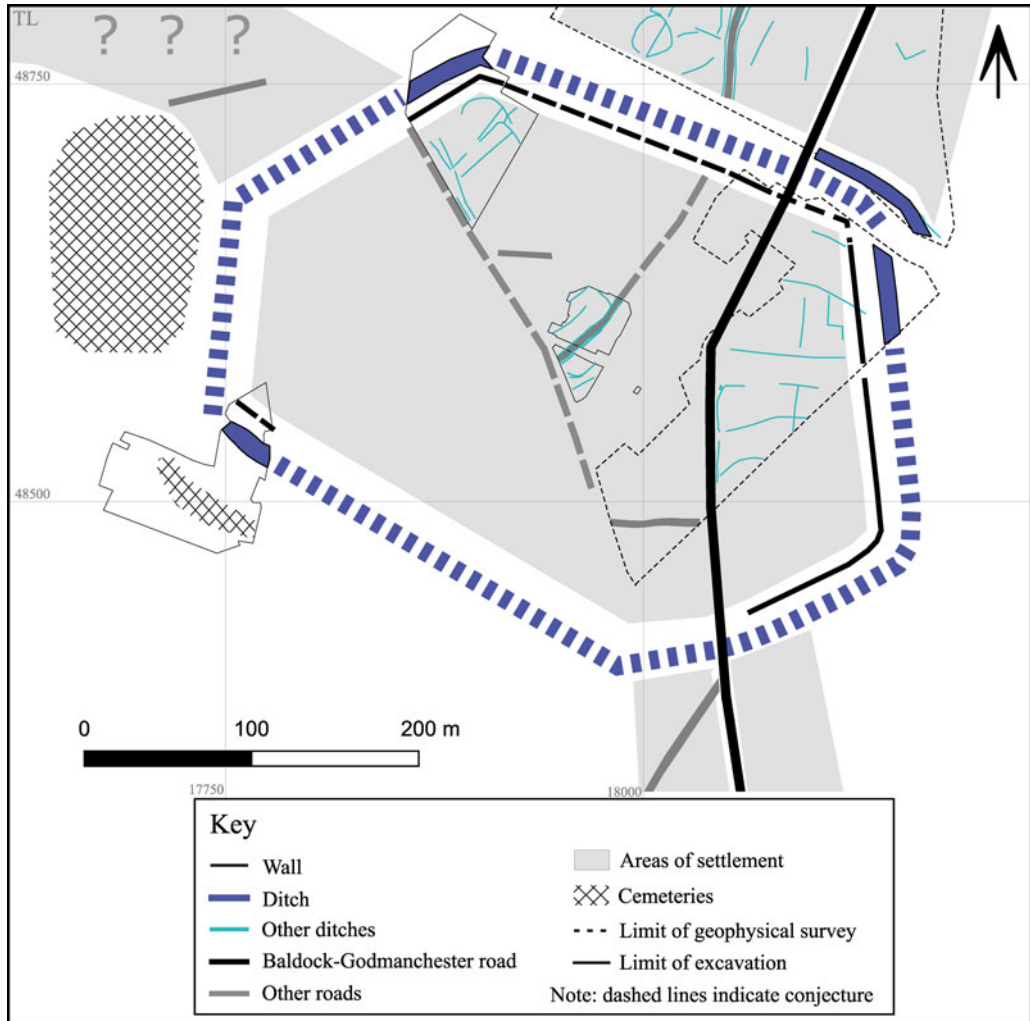 TL
? ? ?
48750
48500
0 100 200 m
17750
18000
Key
Wall
Ditch
Other ditches
Baldock-Godmanchester road
Other roads
Areas of settlement
Cemeteries
Limit of geophysical survey
Limit of excavation
Note: dashed lines indicate conjecture